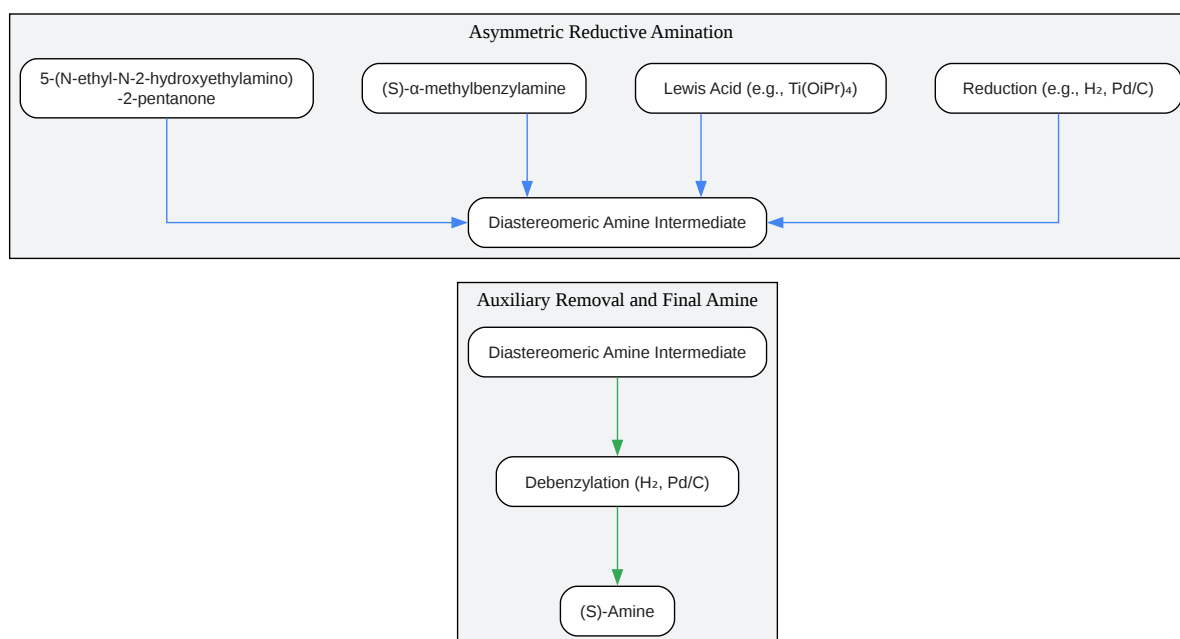 Asymmetric Reductive Amination
5-(N-ethyl-N-2-hydroxyethylamino)
-2-pentanone
(S)-α-methylbenzylamine
Lewis Acid (e.g., Ti(OiPr)₄)
Reduction (e.g., H₂, Pd/C)
Diastereomeric Amine Intermediate
Auxiliary Removal and Final Amine
Diastereomeric Amine Intermediate
Debenzylation (H₂, Pd/C)
(S)-Amine